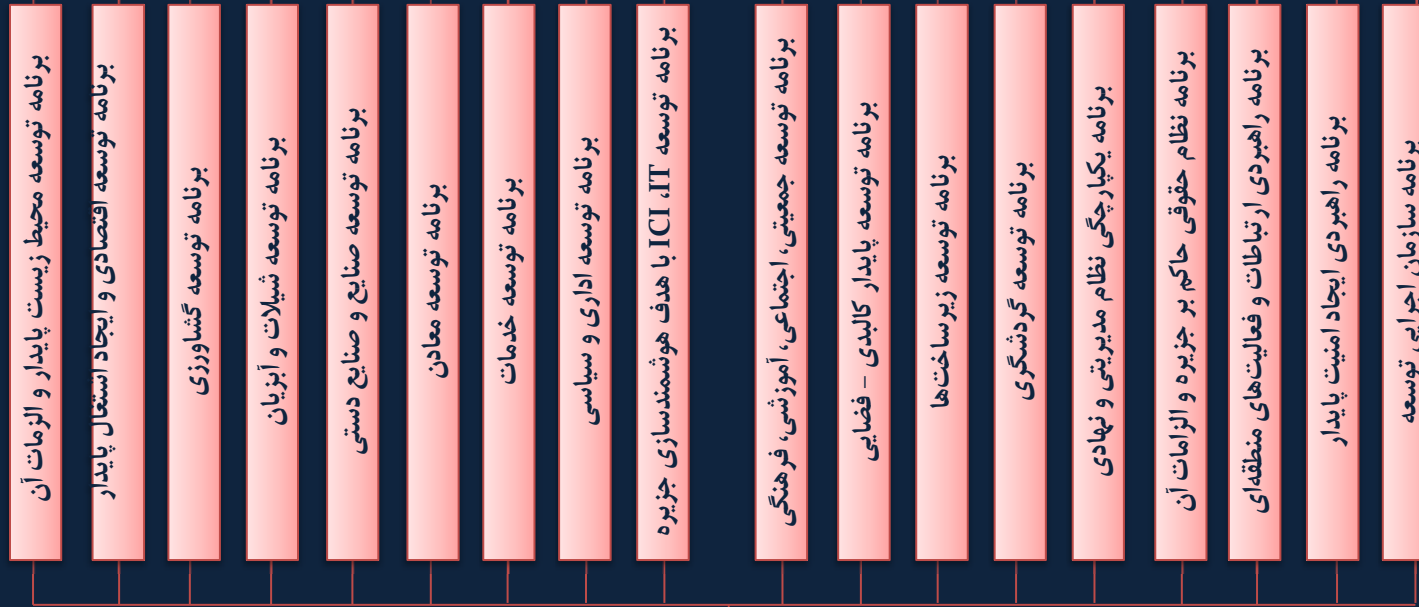 برنامه سازمان اجرایی توسعه
برنامه راهبردی ایجاد امنیت پایدار
برنامه راهبردی ارتباطات و فعالیت‌های منطقه‌ای
برنامه نظام حقوقی حاکم بر جزیره و الزامات آن
برنامه یکپارچگی نظام مدیریتی و نهادی
برنامه توسعه گردشگری
برنامه توسعه زیرساخت‌ها
برنامه توسعه پایدار کالبدی – فضایی
برنامه توسعه جمعیتی، اجتماعی، آموزشی، فرهنگی
برنامه توسعه ICI ،IT با هدف هوشمندسازی جزیره
برنامه توسعه اداری و سیاسی
برنامه توسعه خدمات
برنامه توسعه معادن
برنامه توسعه صنایع و صنایع دستی
برنامه توسعه شیلات و آبزیان
برنامه توسعه کشاورزی
برنامه توسعه اقتصادی و ایجاد اشتغال پایدار
برنامه توسعه محیط زیست پایدار و الزمات آن